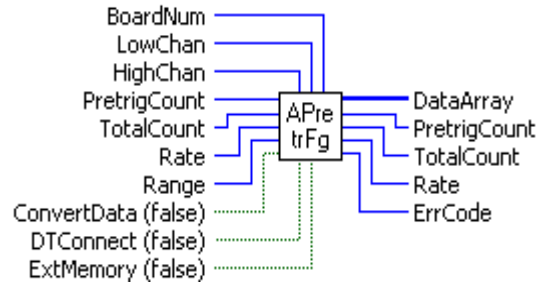 BoardNum
LowChan
HighChan
PretrigCount
TotalCount
Rate
Range
ConvertData (false)
DTConnect (false)
ExtMemory (false)
APre
trFg
DataArray
PretrigCount
TotalCount
Rate
ErrCode